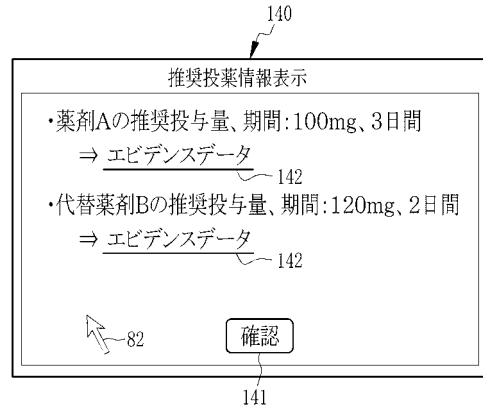 140
推奨投薬情報表示
・薬剤Aの推奨投与量、期間:100mg、3日間
⇒ エビデンスデータ
142
・代替薬剤Bの推奨投与量、期間:120mg、2日間
⇒ エビデンスデータ
142
82
確認
141